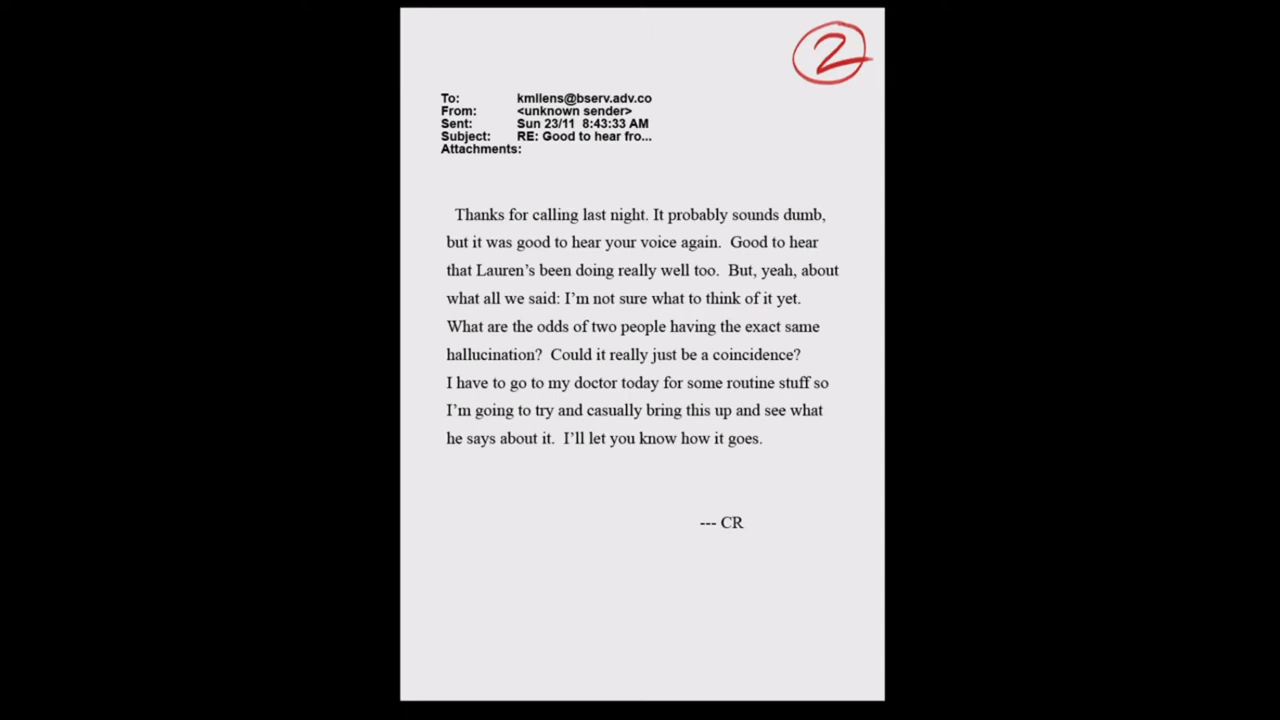 2
To: kmllens@bserv.adv.co
From: <unknown sender>
Sent: Sun 23/11 8:43:33 AM
Subject: RE: Good to hear fro...
Attachments:
Thanks for calling last night. It probably sounds dumb,
but it was good to hear your voice again. Good to hear
that Lauren's been doing really well too. But, yeah, about
what all we said: I'm not sure what to think of it yet.
What are the odds of two people having the exact same
hallucination? Could it really just be a coincidence?
I have to go to my doctor today for some routine stuff so
I'm going to try and casually bring this up and see what
he says about it. I'll let you know how it goes.
--- CR